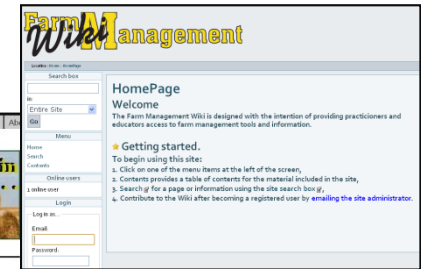 Farm Management
Wiki
Location: Home › HomePage
Search box
in:
Entire Site
Go
Menu
Home
Search
Contents
Online users
1 online user
Login
Log in as...
Email:
Password:
HomePage
Welcome
The Farm Management Wiki is designed with the intention of providing practicioners and
educators access to farm management tools and information.
Getting started.
To begin using this site:
1. Click on one of the menu items at the left of the screen,
2. Contents provides a table of contents for the material included in the site,
3. Search for a page or information using the site search box,
4. Contribute to the Wiki after becoming a registered user by emailing the site administrator.